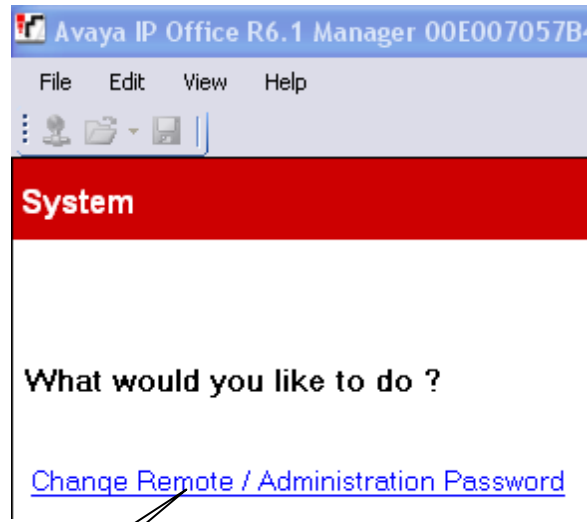 Avaya IP Office R6.1 Manager 00E007057B4
File Edit View Help
System
What would you like to do ?
Change Remote / Administration Password